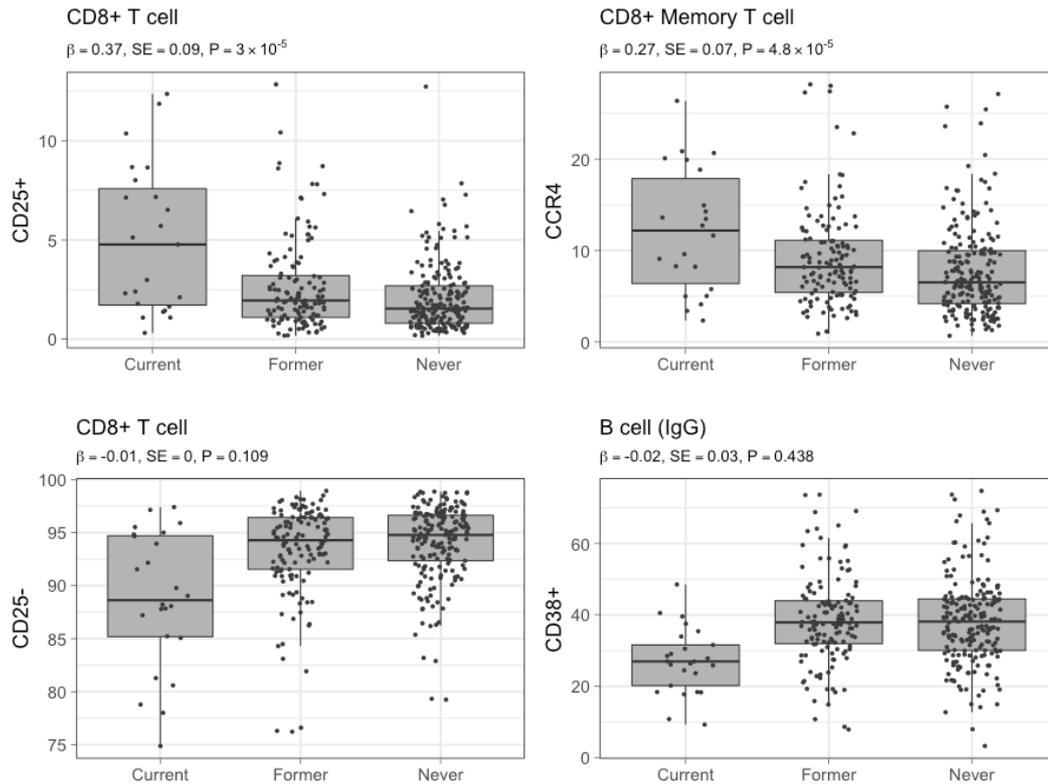 CD8+ T cell
β = 0.37, SE = 0.09, P = 3 × 10⁻⁵
CD25+
10
5
0
Current Former Never
CD8+ Memory T cell
β = 0.27, SE = 0.07, P = 4.8 × 10⁻⁵
CCR4
20
10
0
Current Former Never
CD8+ T cell
β = -0.01, SE = 0, P = 0.109
CD25-
100
95
90
85
80
75
Current Former Never
B cell (IgG)
β = -0.02, SE = 0.03, P = 0.438
CD38+
60
40
20
0
Current Former Never